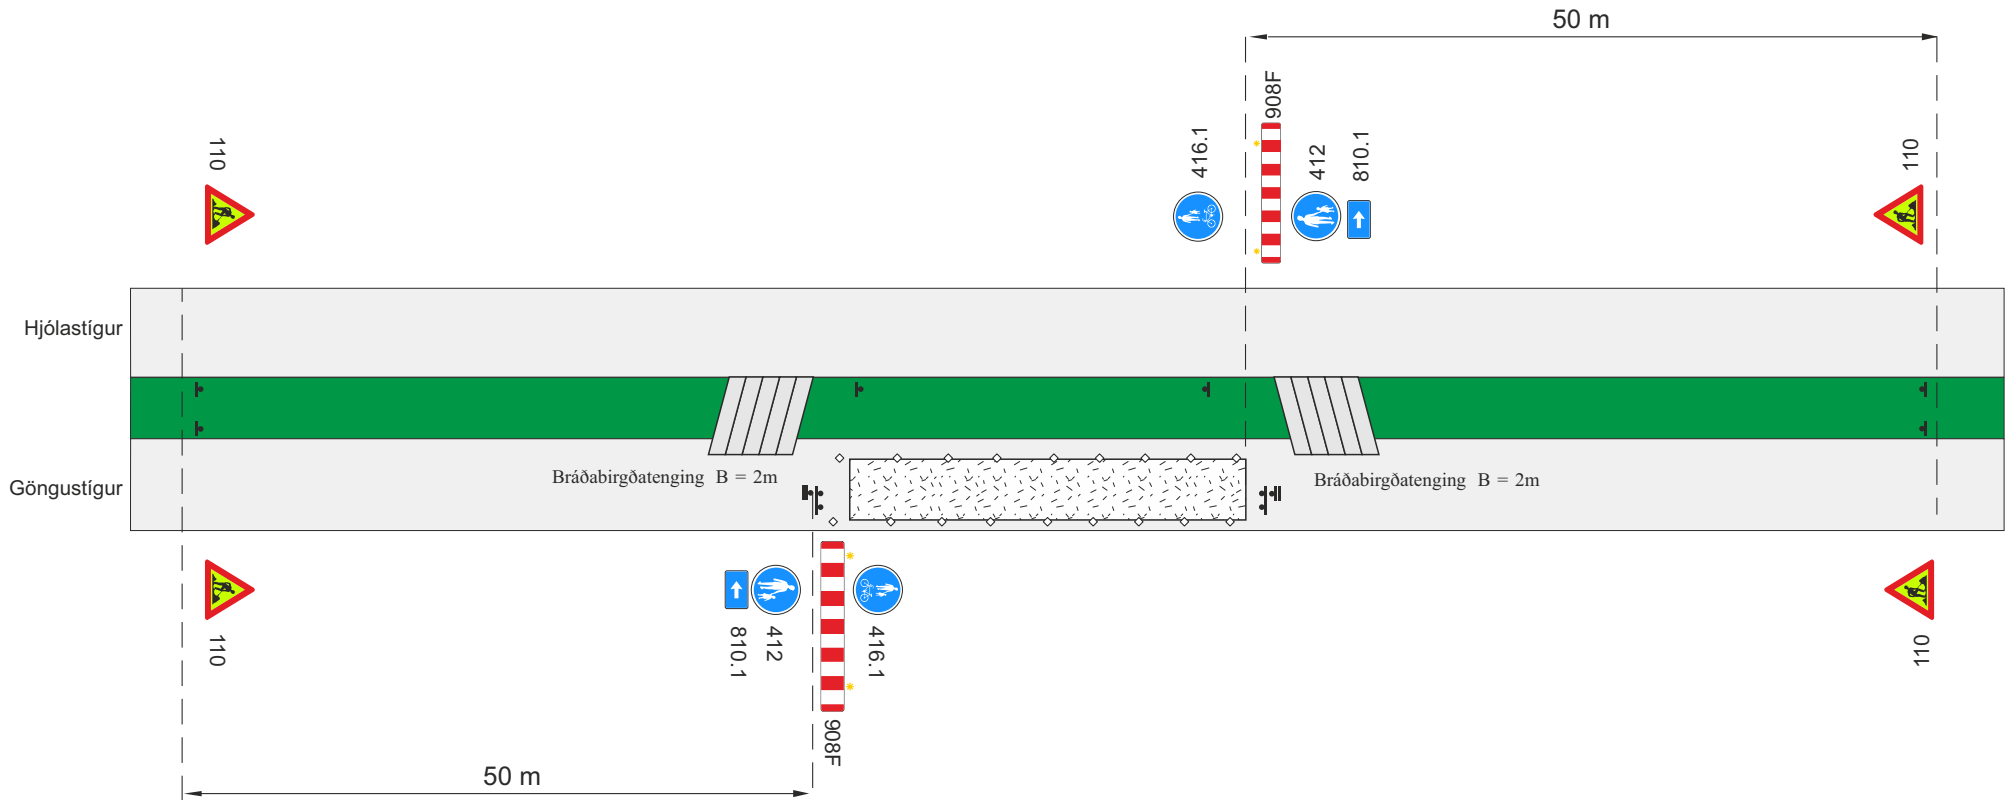 50 m
908F
416.1
412
810.1
110
110
Hjólastígur
Göngustígur
Bráðabirgðatenging B = 2m
Bráðabirgðatenging B = 2m
110
810.1
412
416.1
908F
110
50 m